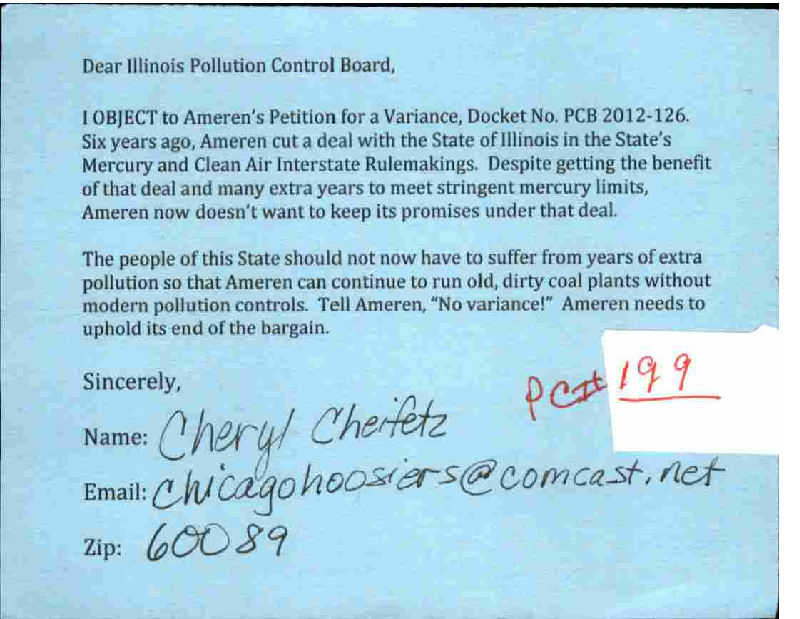 Dear Illinois Pollution Control Board,
I OBJECT to Ameren's Petition for a Variance, Docket No. PCB 2012-126.
Six years ago, Ameren cut a deal with the State of Illinois in the State's
Mercury and Clean Air Interstate Rulemakings.  Despite getting the benefit
of that deal and many extra years to meet stringent mercury limits,
Ameren now doesn't want to keep its promises under that deal.
The people of this State should not now have to suffer from years of extra
pollution so that Ameren can continue to run old, dirty coal plants without
modern pollution controls.  Tell Ameren, "No variance!"  Ameren needs to
uphold its end of the bargain.
Sincerely,
PC# 199
Name: Cheryl Cheifetz
Email: chicagohoosiers@comcast.net
Zip: 60089